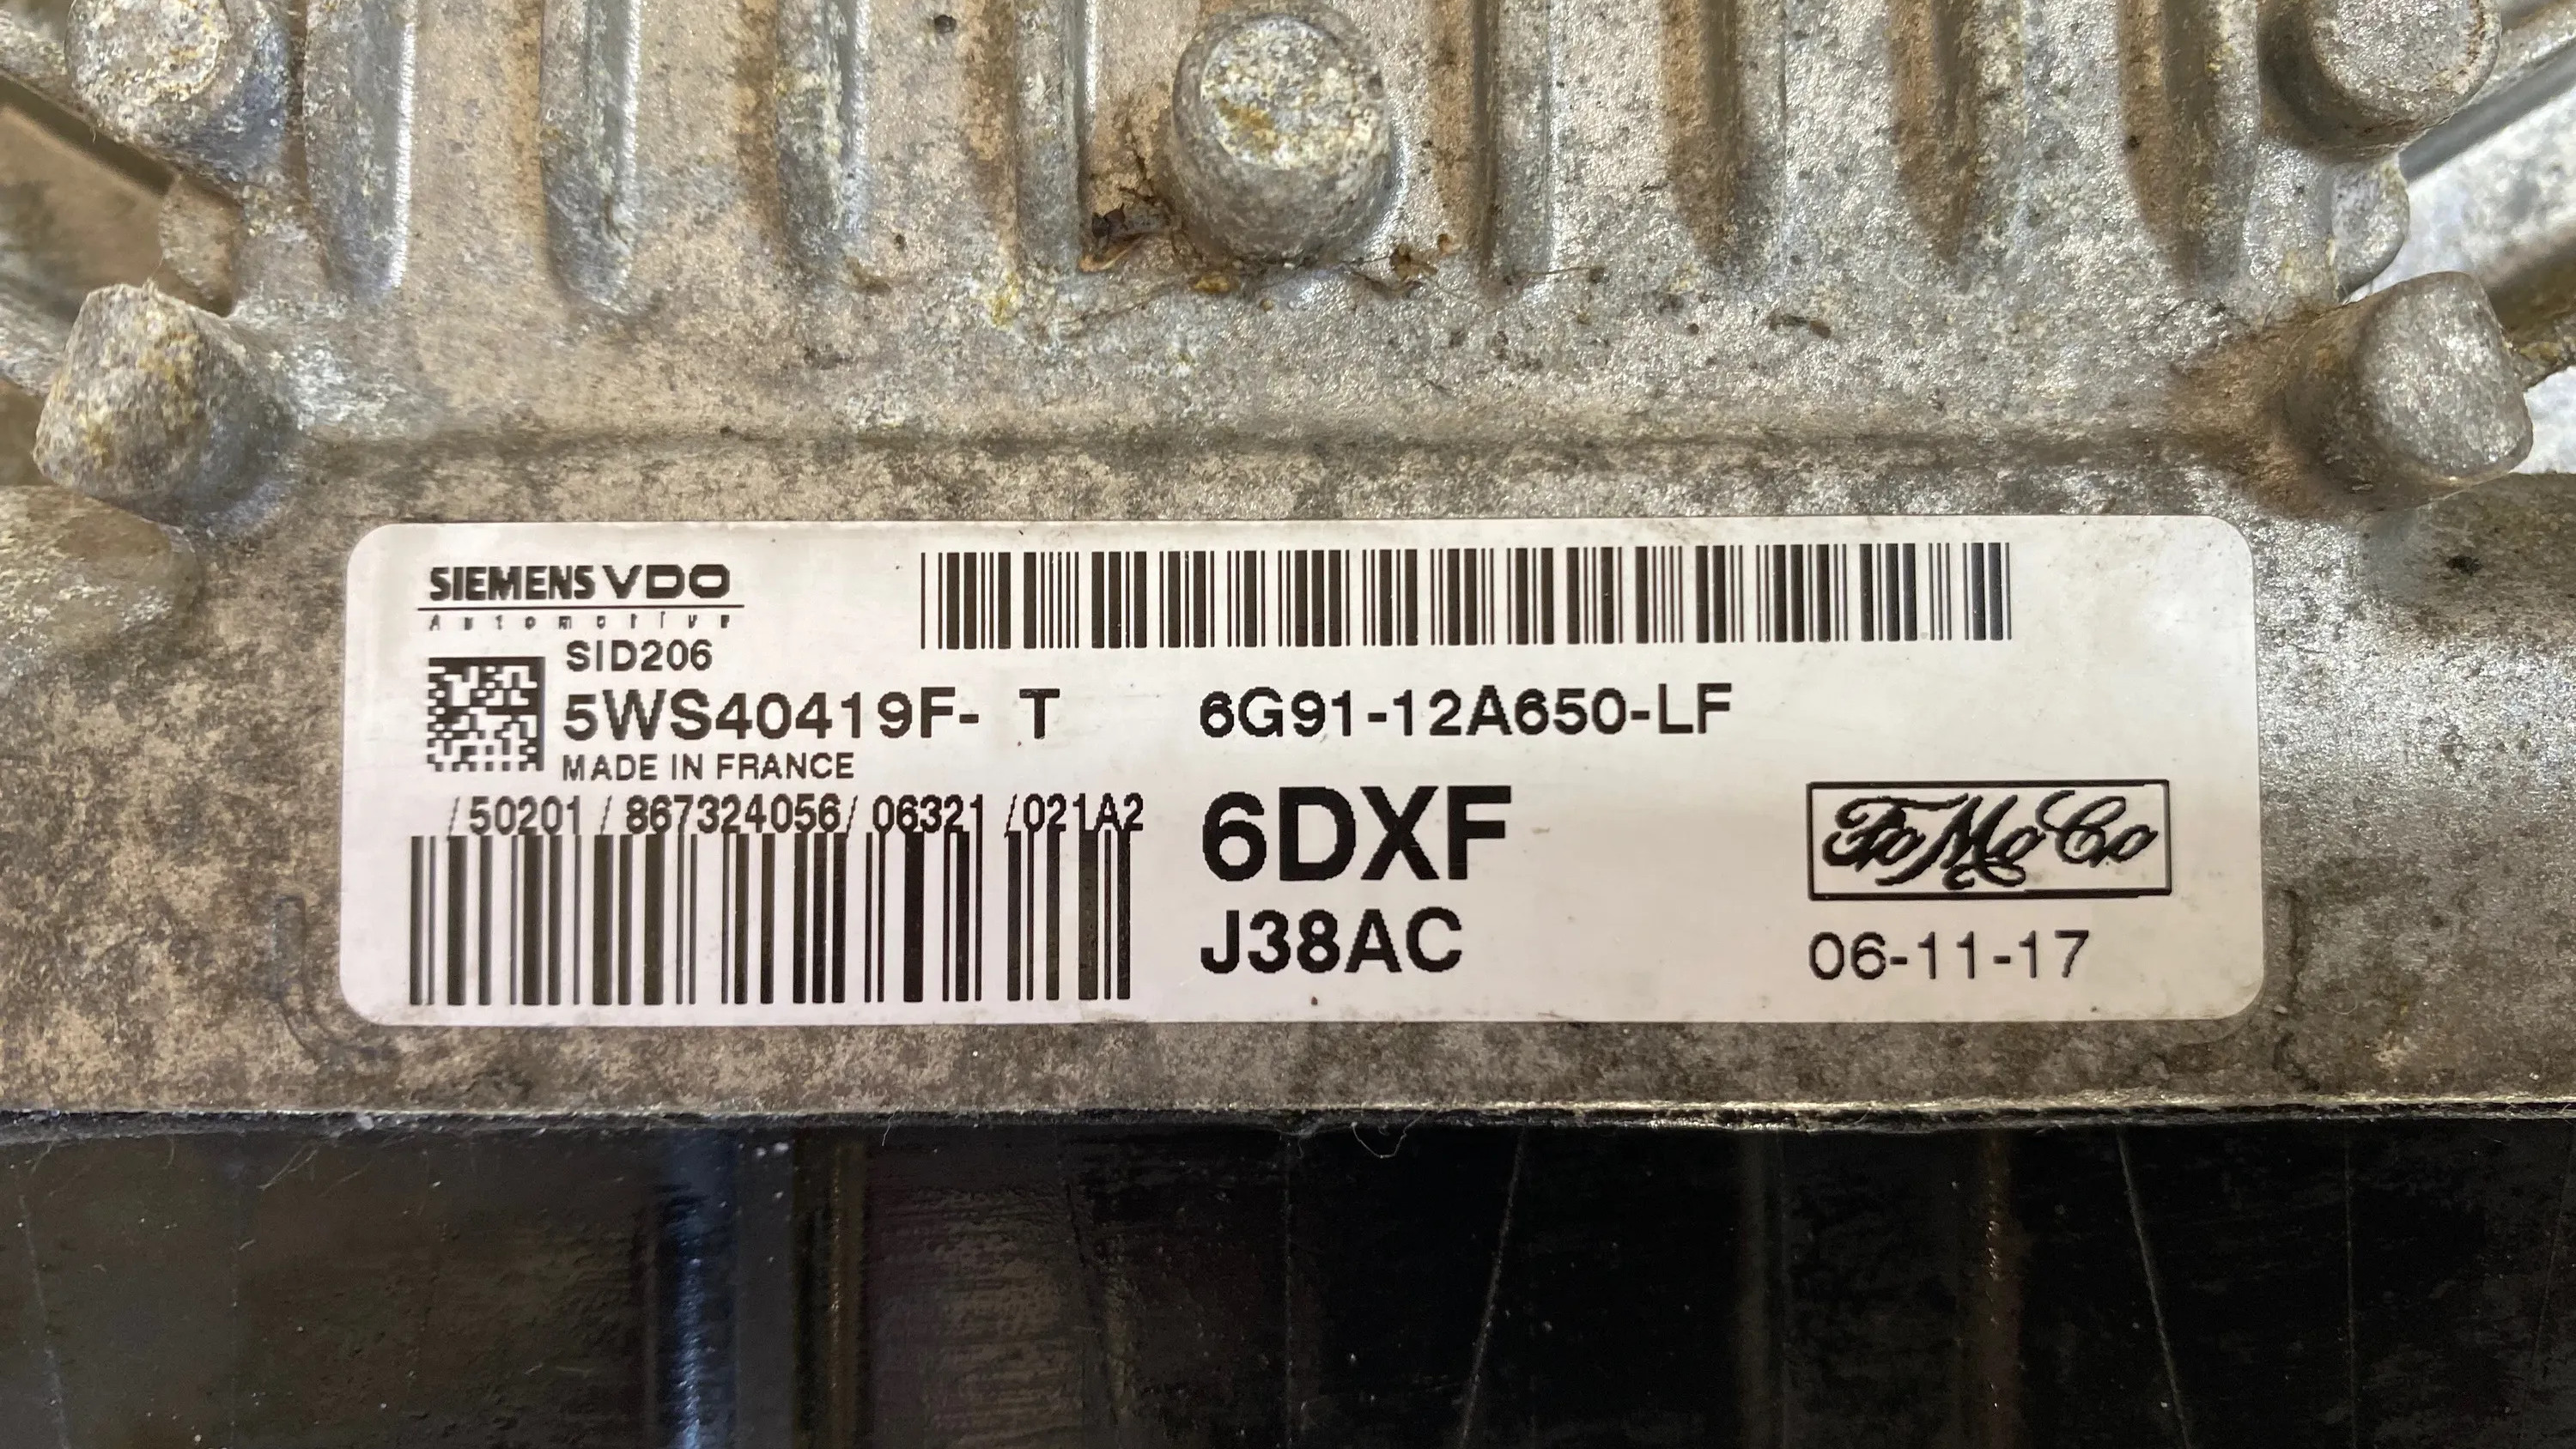 SIEMENS VDO
Automotive
SID206
5WS40419F- T
6G91-12A650-LF
MADE IN FRANCE
/50201 / 867324056/ 06321 /021A2
6DXF
FoMoCo
J38AC
06-11-17